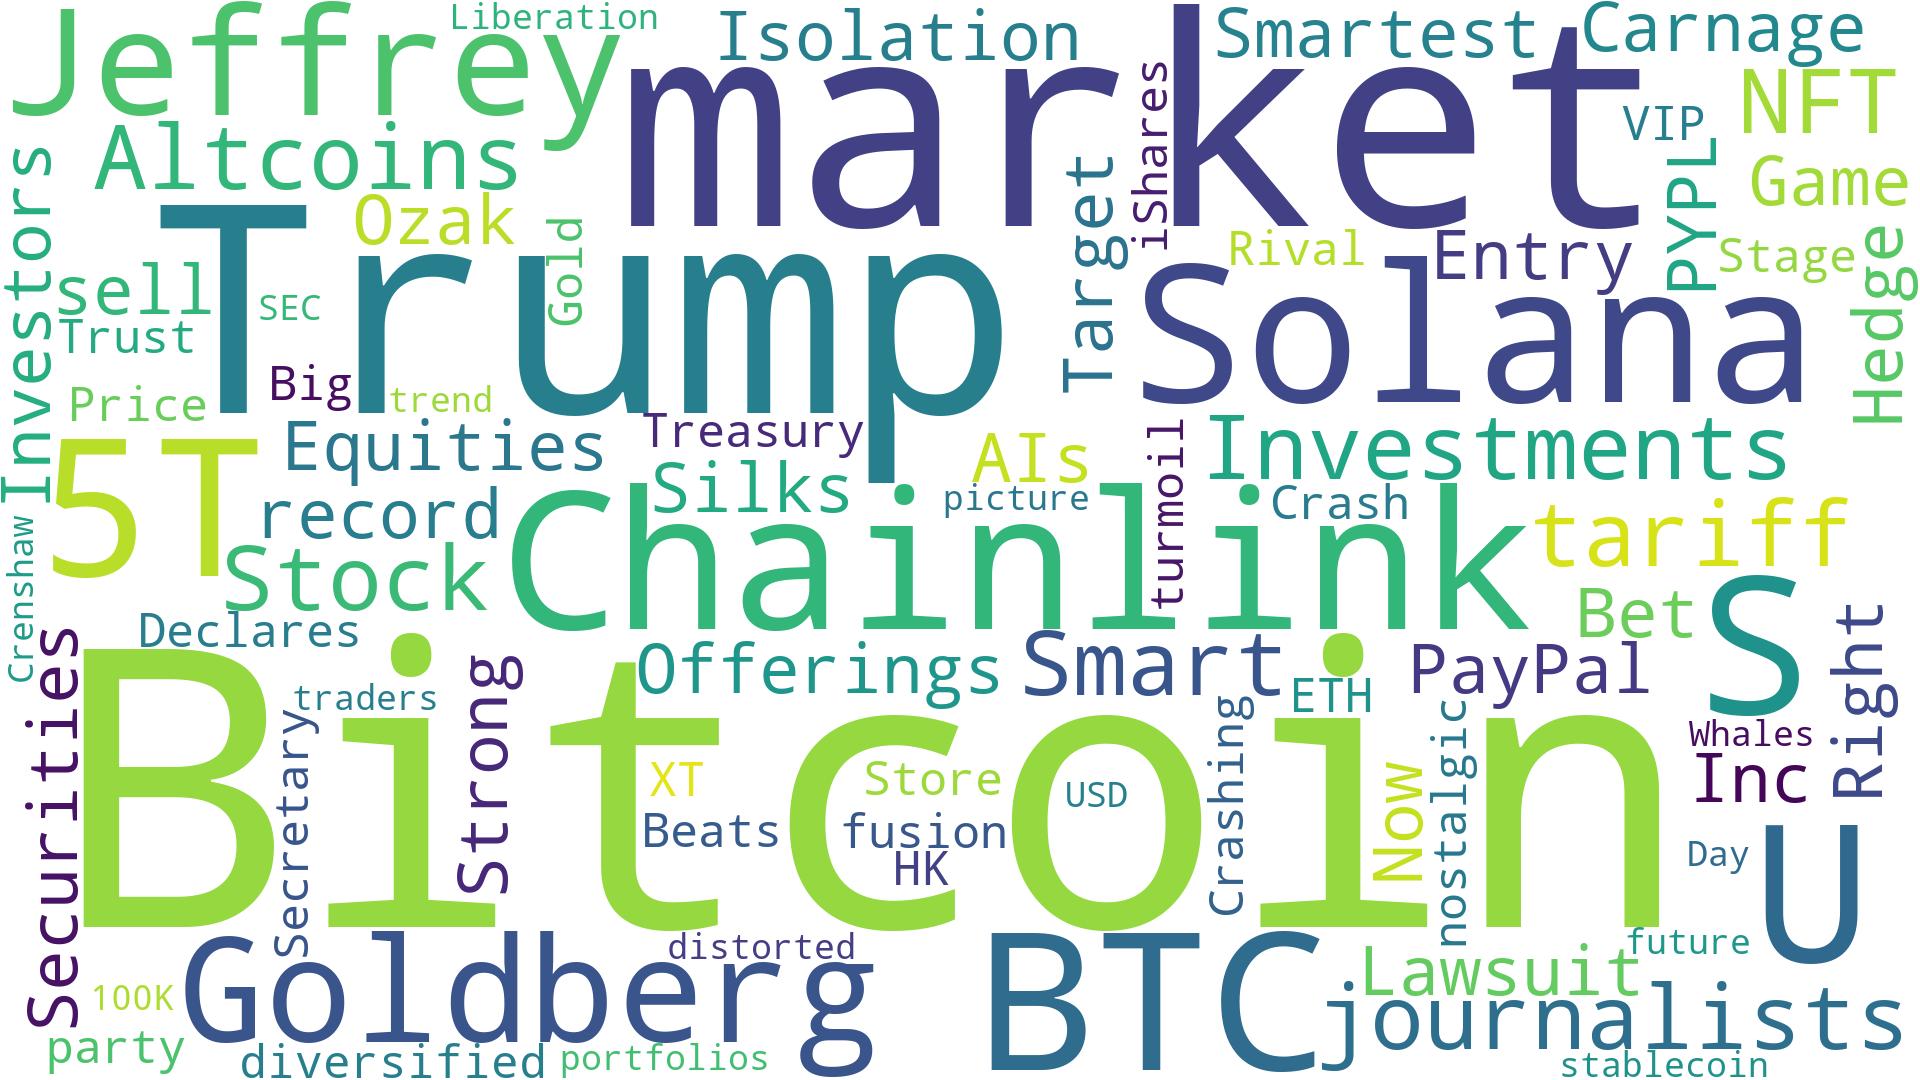 Jeffrey
Liberation
Isolation
market
Smartest
Carnage
Altcoins
iShares
VIP
NFT
PYPL
Game
Investors
Ozak
Gold
Trump
Target
Rival
Entry
Stage
Hedge
sell
SEC
Trust
Solana
Big
trend
Price
5T
Equities
Treasury
AIs
turmoil
Investments
Silks
picture
Crash
record
Chainlink
tariff
Crenshaw
Stock
Bet
S
Right
Declares
Securities
Bitcoin
traders
Strong
Offerings
Smart
ETH
PayPal
Secretary
XT
Store
USD
Crashing
Now
nostalgic
Whales
Inc
Beats
fusion
HK
Day
U
Goldberg
distorted
BTC
Lawsuit
future
100K
journalists
party
diversified
portfolios
stablecoin